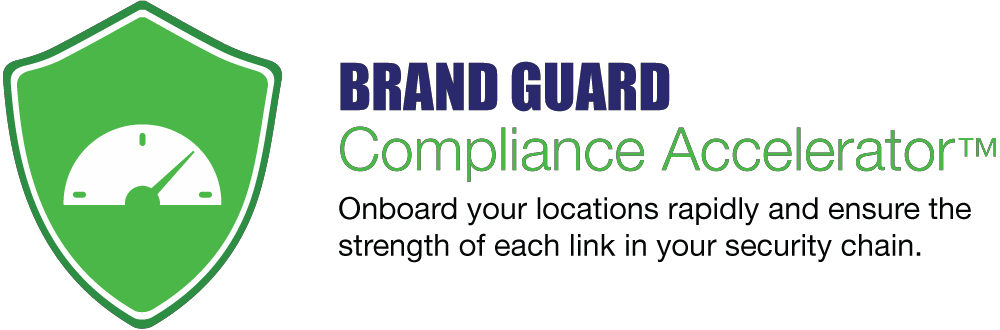 BRAND GUARD
Compliance Accelerator™
Onboard your locations rapidly and ensure the
strength of each link in your security chain.